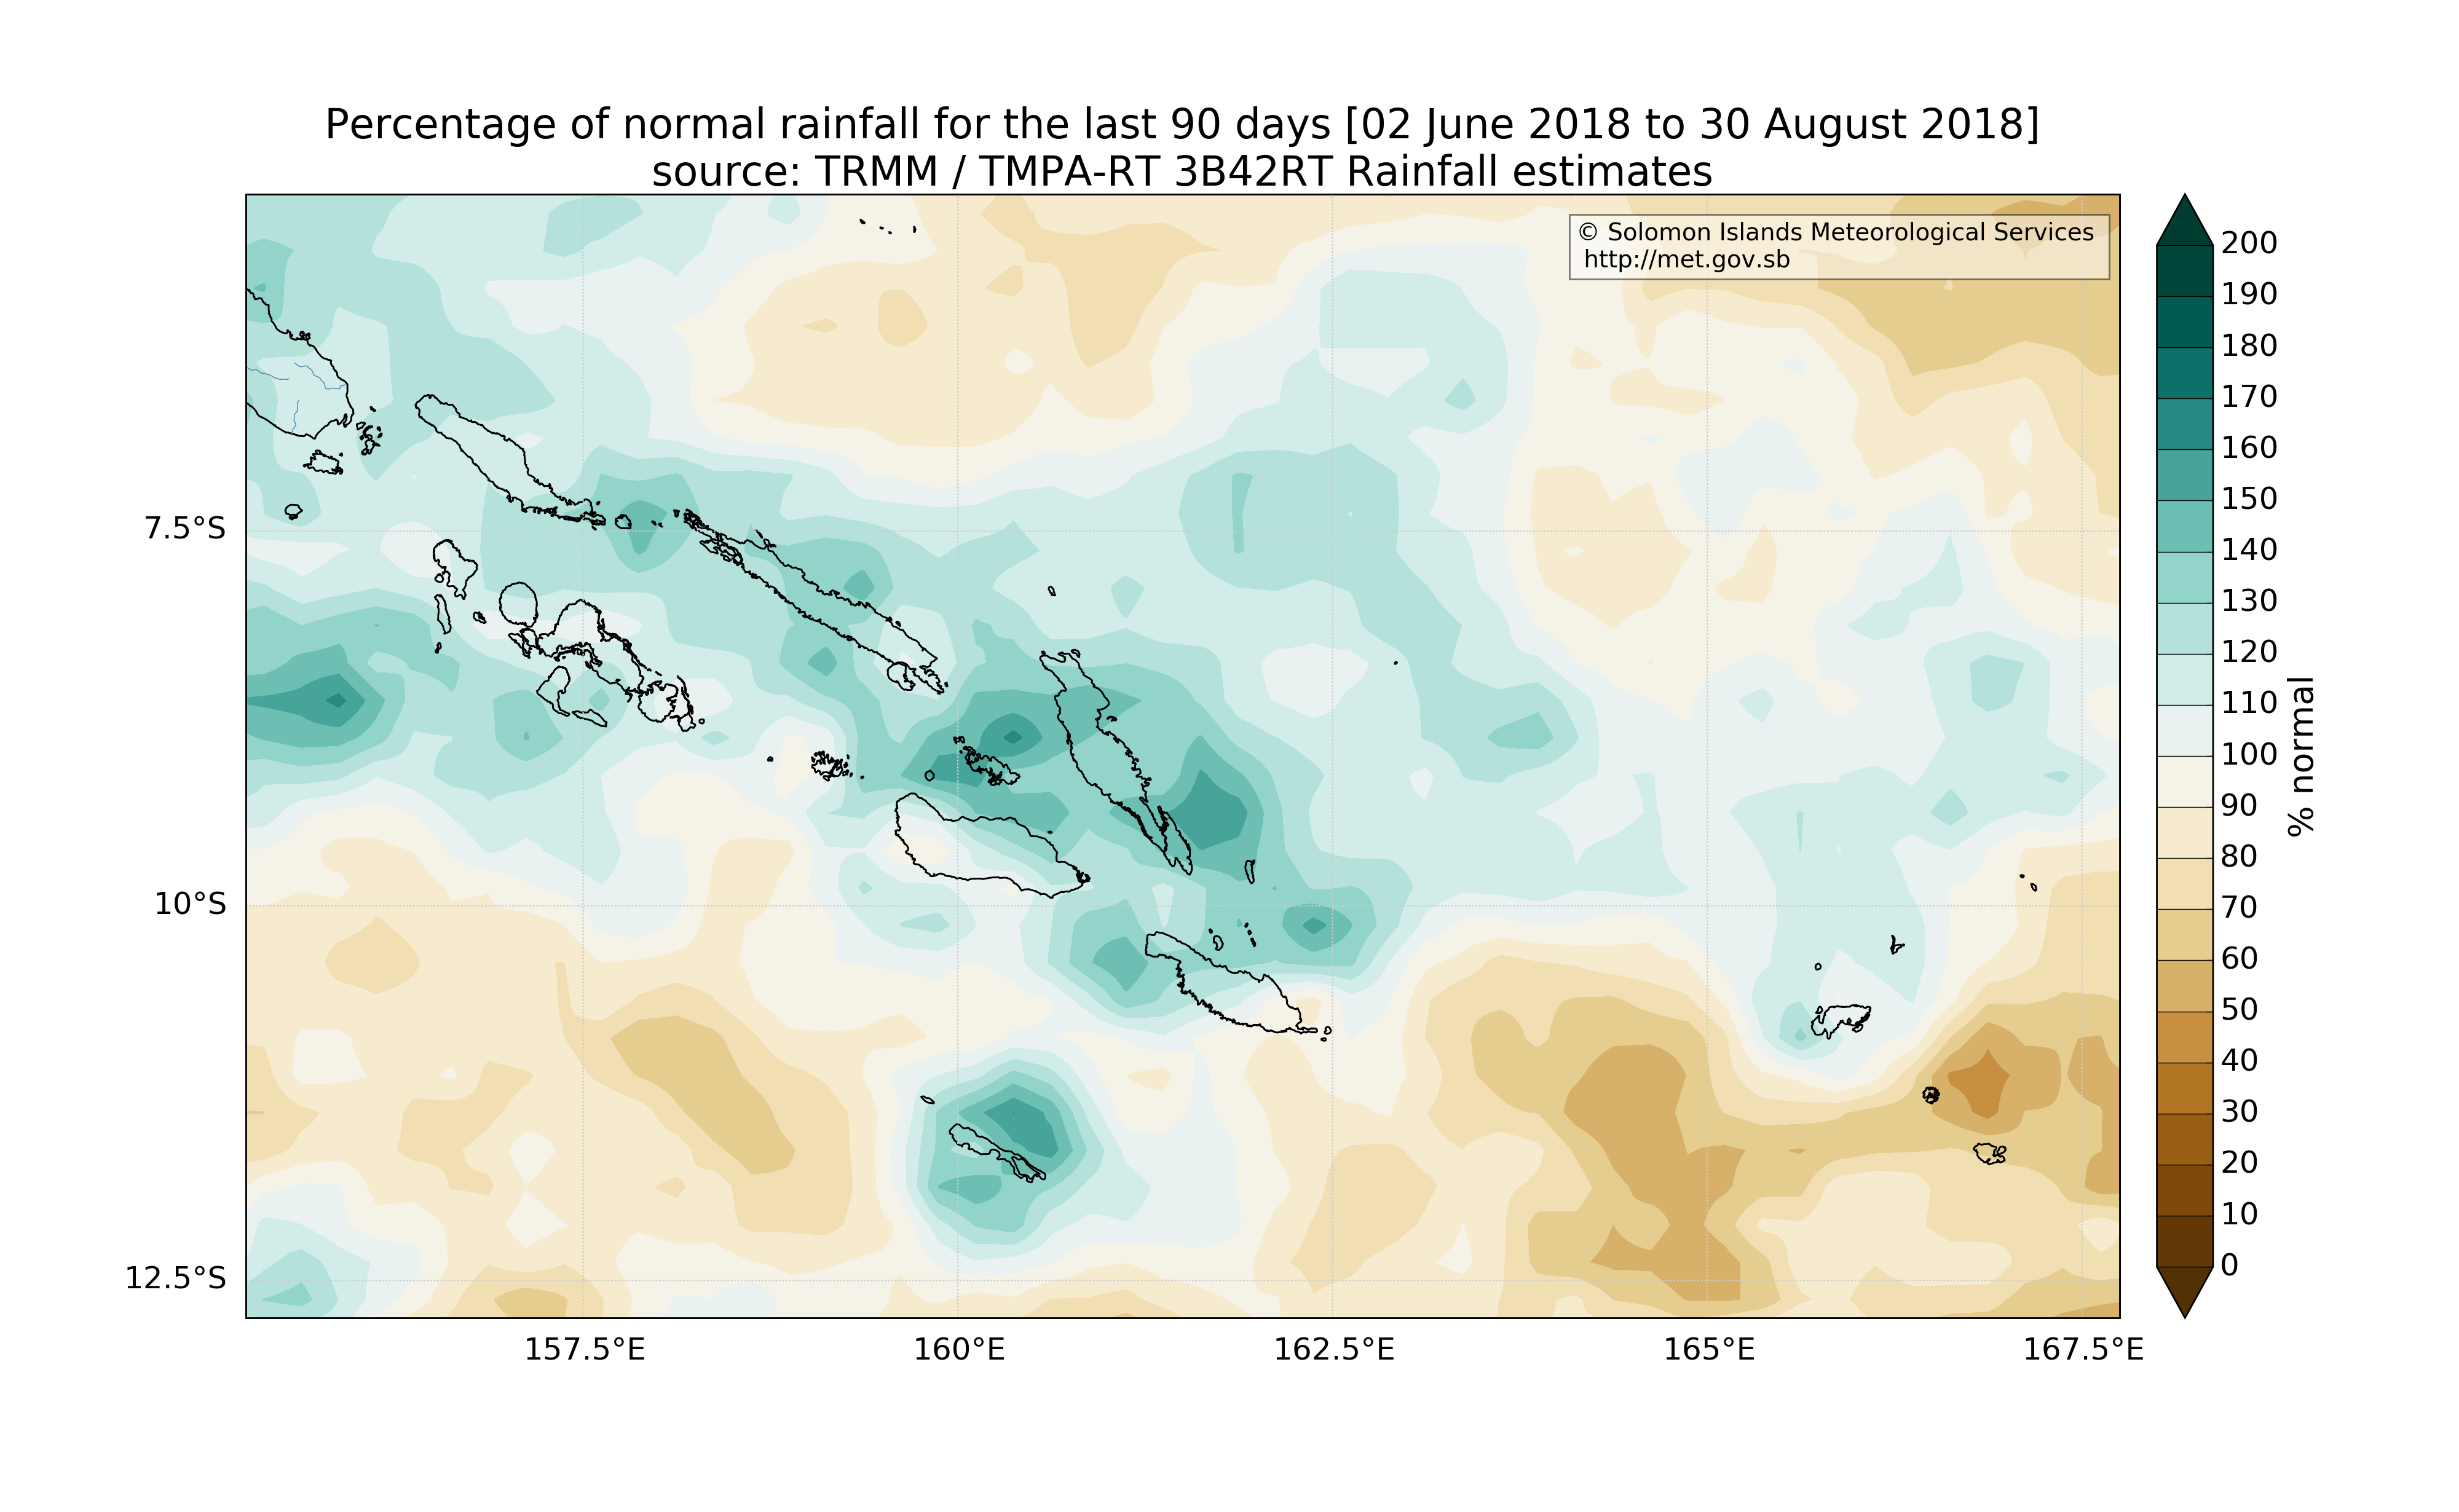 Percentage of normal rainfall for the last 90 days [02 June 2018 to 30 August 2018]
source: TRMM / TMPA-RT 3B42RT Rainfall estimates
© Solomon Islands Meteorological Services
http://met.gov.sb
7.5°S
10°S
12.5°S
157.5°E
160°E
162.5°E
165°E
167.5°E
200
190
180
170
160
150
140
130
120
110
100
90
80
70
60
50
40
30
20
10
0
% normal